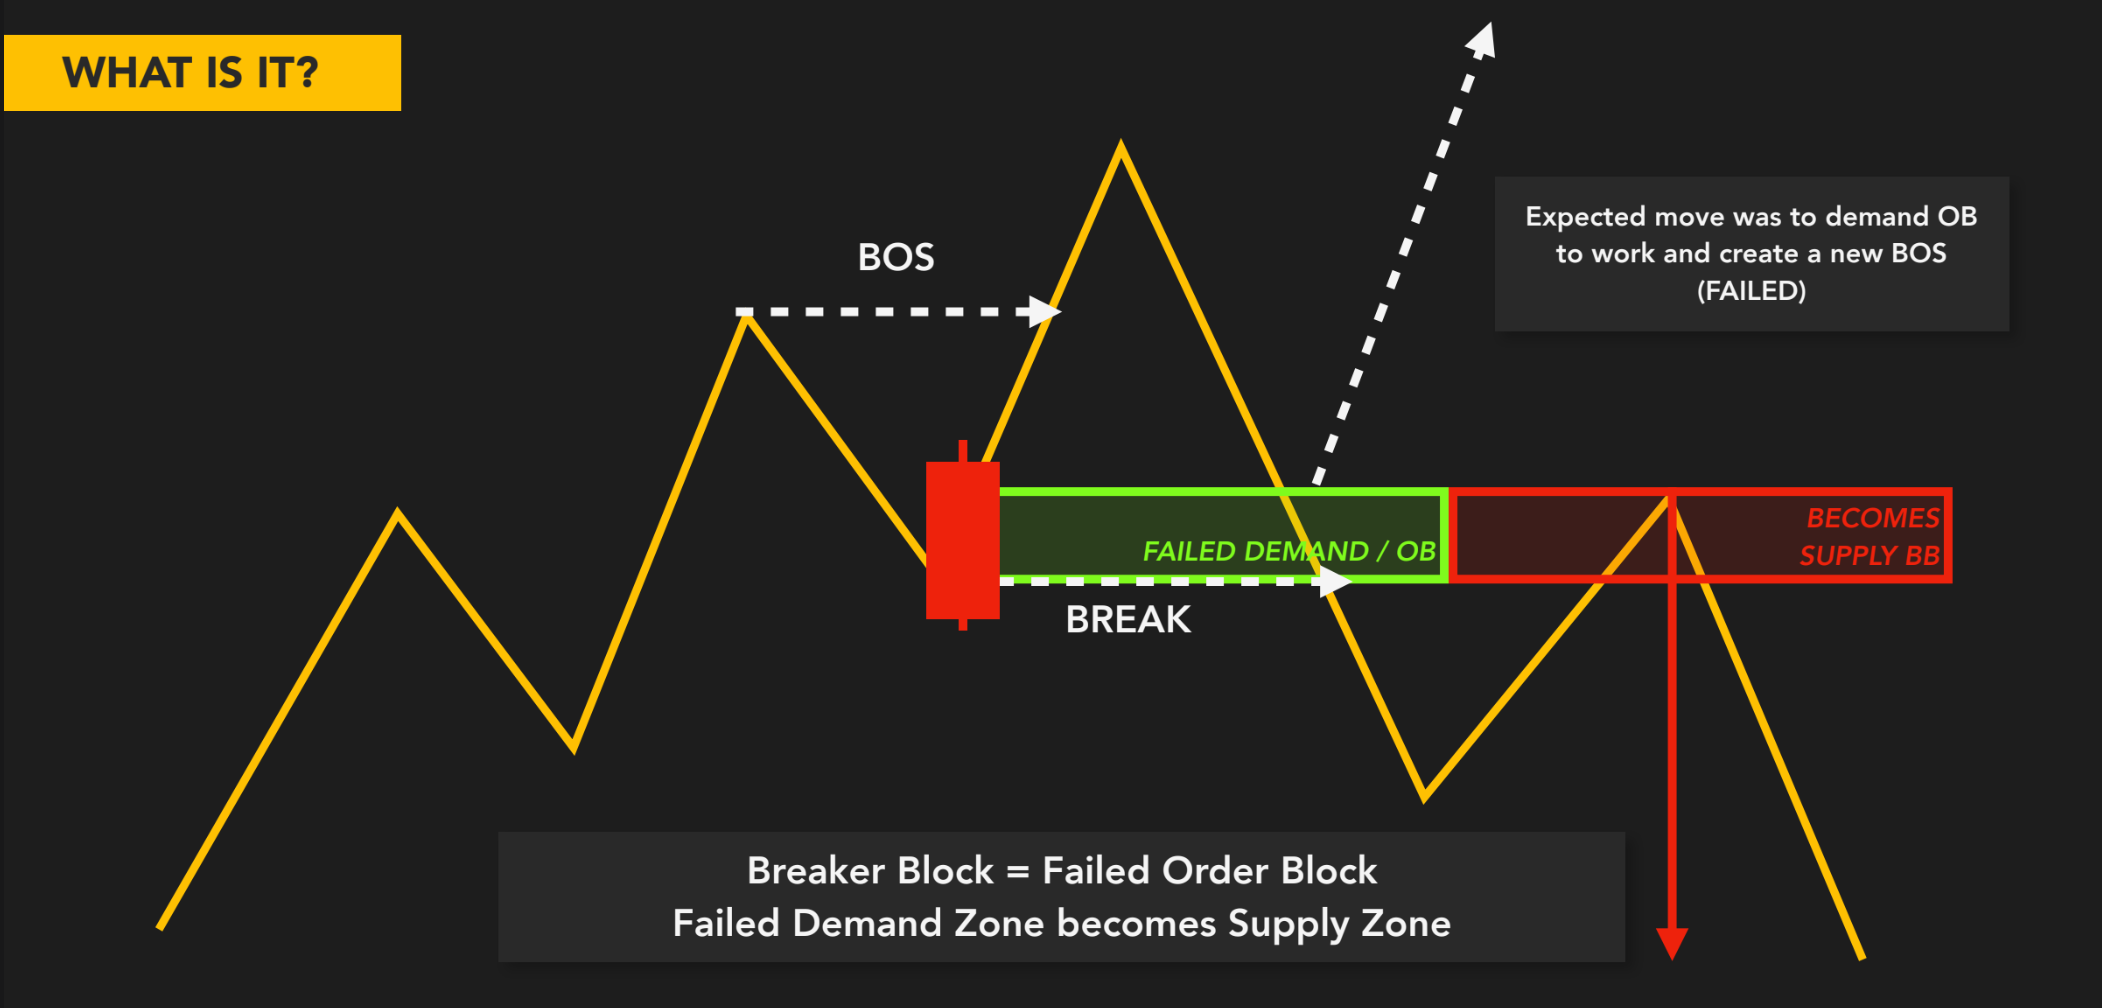 WHAT IS IT?
BOS
Expected move was to demand OB
to work and create a new BOS
(FAILED)
FAILED DEMAND / OB
BECOMES
SUPPLY BB
BREAK
Breaker Block = Failed Order Block
Failed Demand Zone becomes Supply Zone